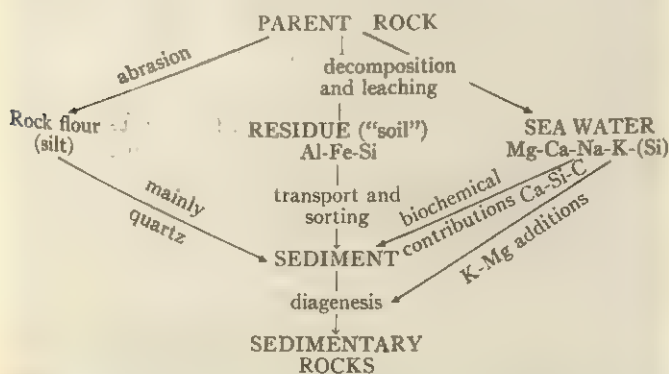 PARENT ROCK
abrasion
decomposition
and leaching
Rock flour
(silt)
RESIDUE ("soil")
Al-Fe-Si
SEA WATER
Mg-Ca-Na-K-(Si)
mainly
quartz
transport and
sorting
biochemical
contributions Ca-Si-C
K-Mg additions
SEDIMENT
diagenesis
SEDIMENTARY
ROCKS